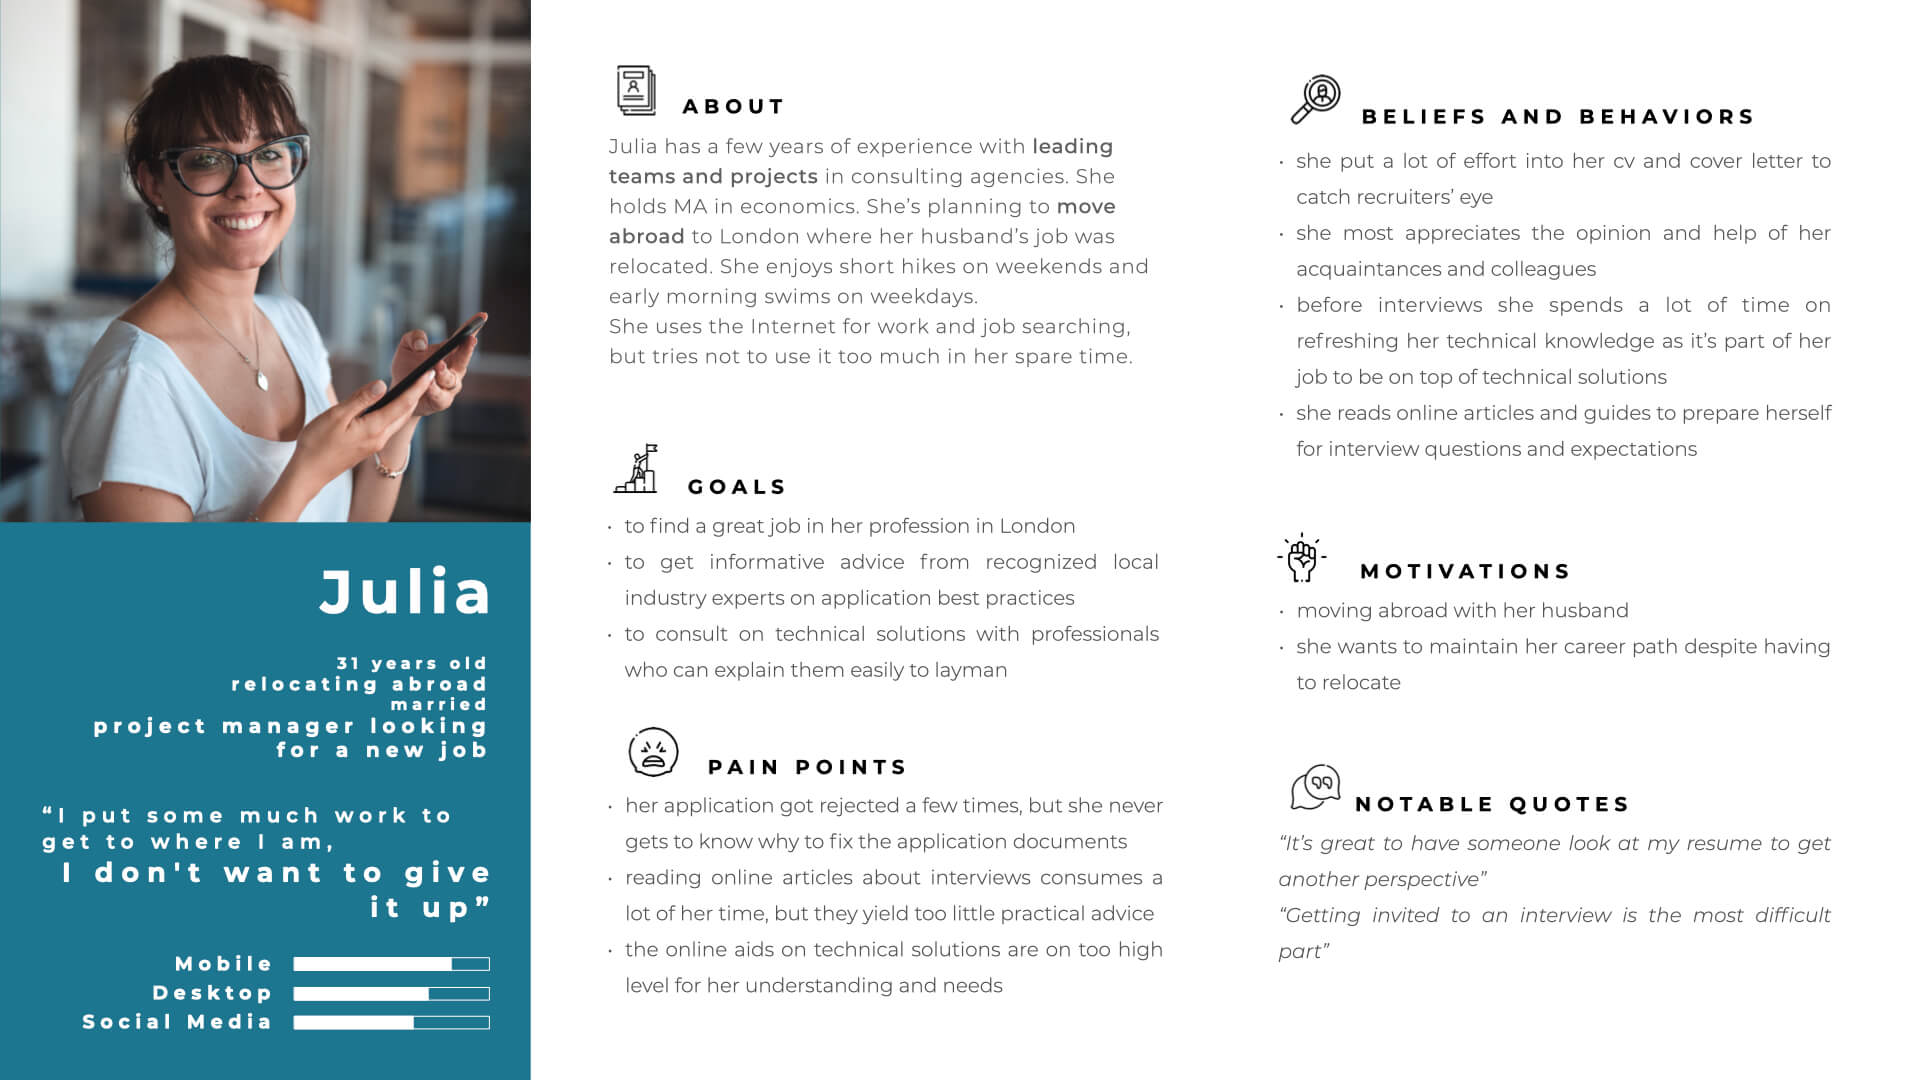 Julia
31 years old
relocating abroad
married
project manager looking
for a new job
“I put some much work to
get to where I am,
I don't want to give
it up”
Mobile
Desktop
Social Media
ABOUT
Julia has a few years of experience with leading
teams and projects in consulting agencies. She
holds MA in economics. She’s planning to move
abroad to London where her husband’s job was
relocated. She enjoys short hikes on weekends and
early morning swims on weekdays.
She uses the Internet for work and job searching,
but tries not to use it too much in her spare time.
GOALS
• to find a great job in her profession in London
• to get informative advice from recognized local
industry experts on application best practices
• to consult on technical solutions with professionals
who can explain them easily to layman
PAIN POINTS
• her application got rejected a few times, but she never
gets to know why to fix the application documents
• reading online articles about interviews consumes a
lot of her time, but they yield too little practical advice
• the online aids on technical solutions are on too high
level for her understanding and needs
BELIEFS AND BEHAVIORS
• she put a lot of effort into her cv and cover letter to
catch recruiters’ eye
• she most appreciates the opinion and help of her
acquaintances and colleagues
• before interviews she spends a lot of time on
refreshing her technical knowledge as it’s part of her
job to be on top of technical solutions
• she reads online articles and guides to prepare herself
for interview questions and expectations
MOTIVATIONS
• moving abroad with her husband
• she wants to maintain her career path despite having
to relocate
NOTABLE QUOTES
“It’s great to have someone look at my resume to get
another perspective”
“Getting invited to an interview is the most difficult
part”